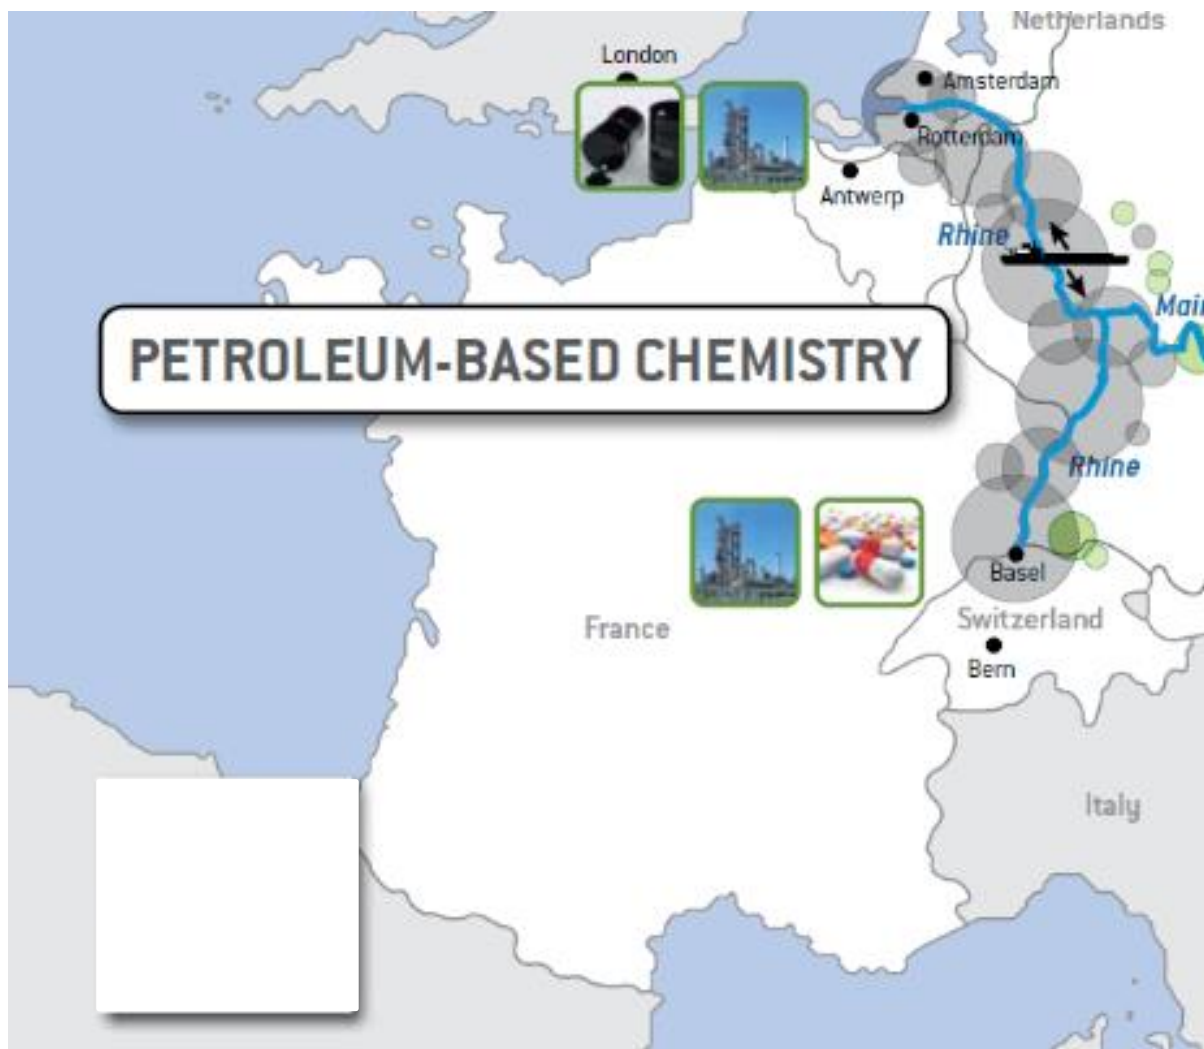 Netherlands
London
Amsterdam
Rotterdam
Antwerp
Rhine
Main
PETROLEUM-BASED CHEMISTRY
Rhine
Basel
France
Switzerland
Bern
Italy